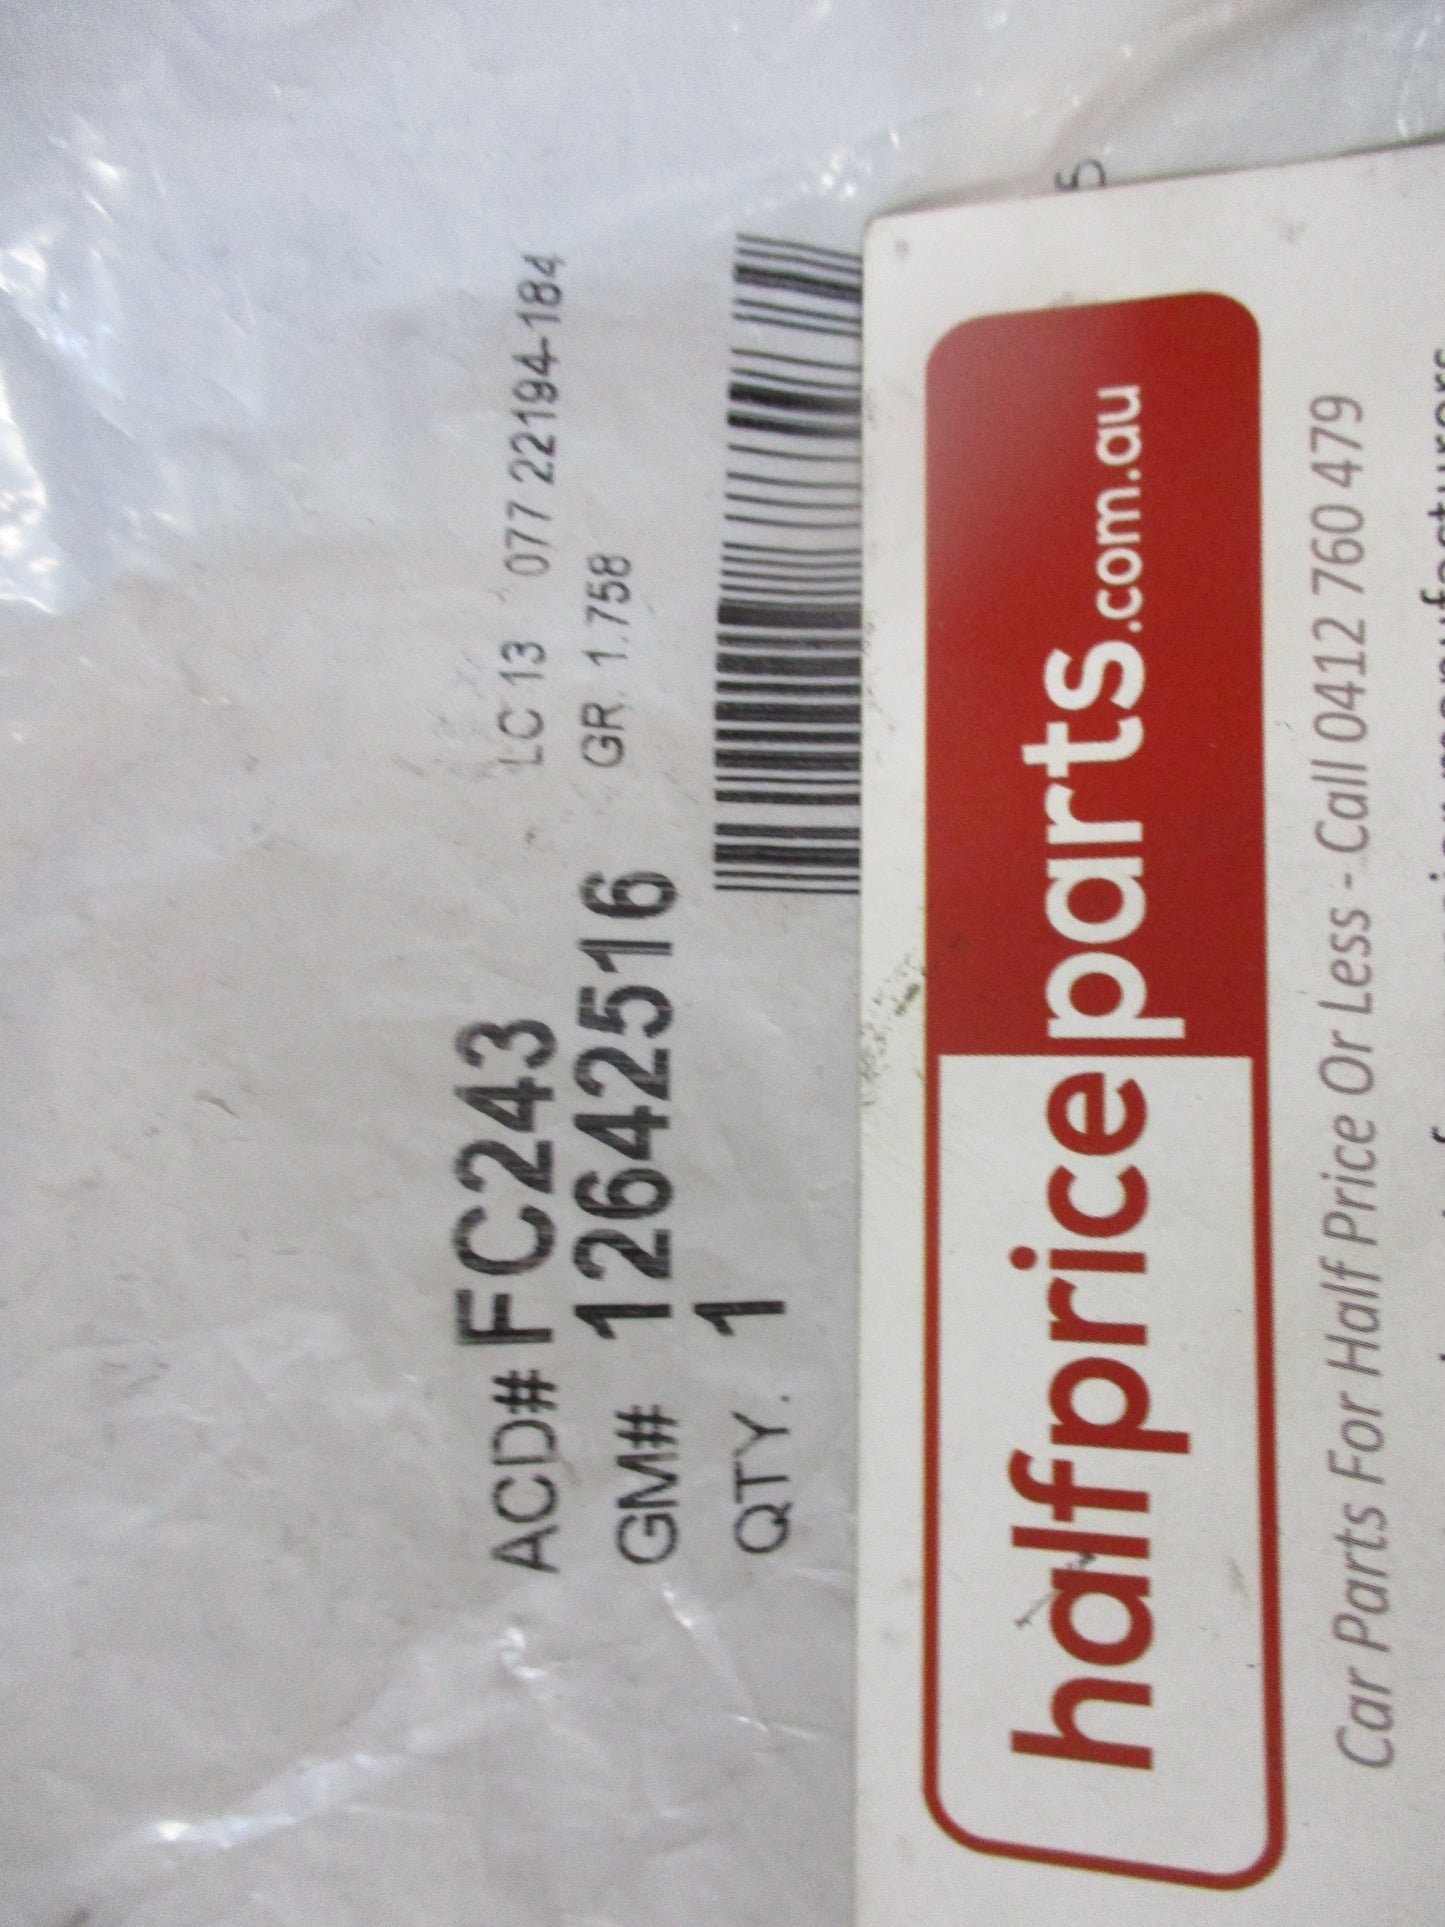 ACD# FC243
LC 13 077 22194-184
GM# 12642516
GR. 1.758
QTY. 1
5
halfpriceparts.com.au
Car Parts For Half Price Or Less - Call 0412 760 479